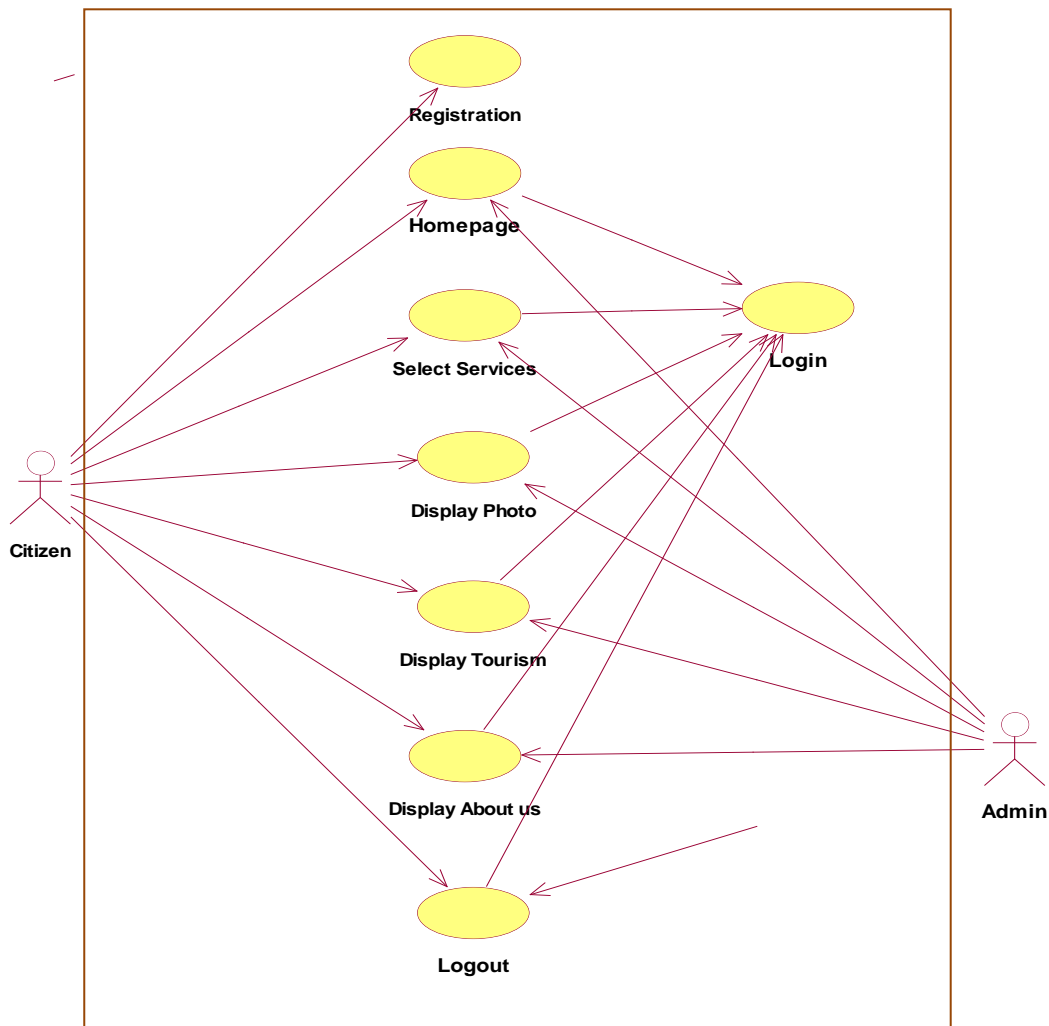 Registration
Homepage
Select Services
Login
Display Photo
Citizen
Display Tourism
Display About us
Admin
Logout